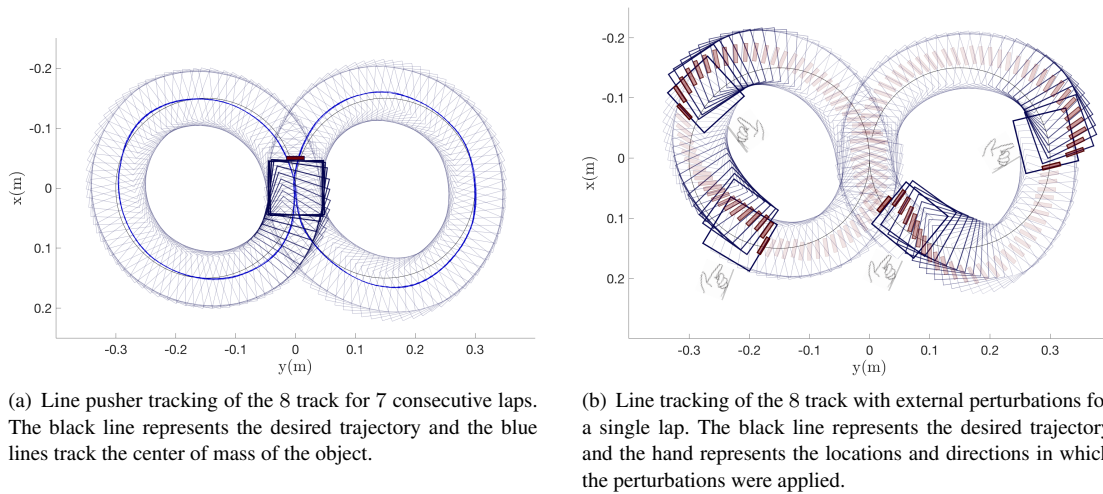 -0.2
-0.1
0
0.1
0.2
x(m)
-0.3 -0.2 -0.1 0 0.1 0.2 0.3
y(m)
(a) Line pusher tracking of the 8 track for 7 consecutive laps.
The black line represents the desired trajectory and the blue
lines track the center of mass of the object.
-0.2
-0.1
0
0.1
0.2
x(m)
-0.3 -0.2 -0.1 0 0.1 0.2 0.3
y(m)
(b) Line tracking of the 8 track with external perturbations fo
a single lap. The black line represents the desired trajectory
and the hand represents the locations and directions in which
the perturbations were applied.